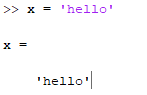 >> x = 'hello'
x =
'hello'